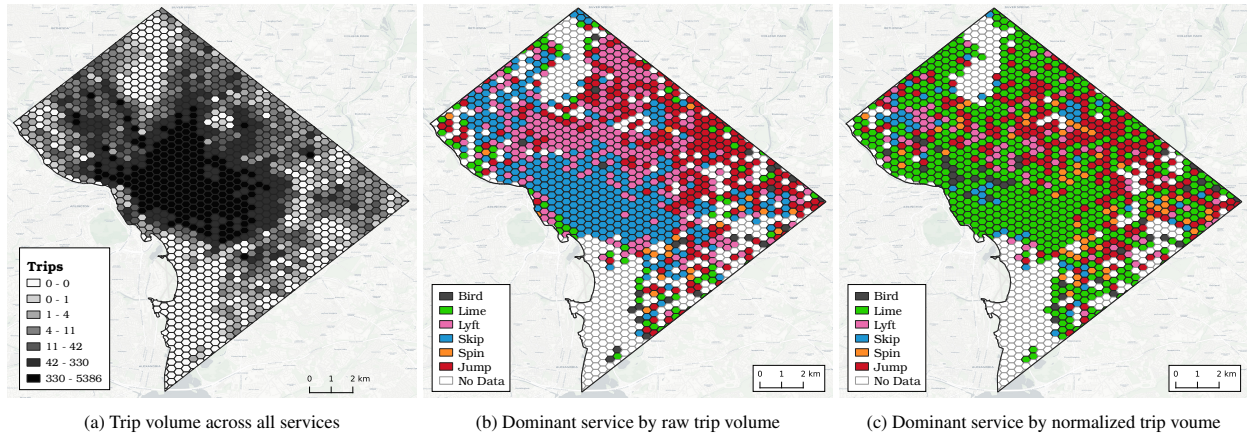 Trips
0 - 0
0 - 1
1 - 4
4 - 11
11 - 42
42 - 330
330 - 5386
0 1 2 km
Bird
Lime
Lyft
Skip
Spin
Jump
No Data
0 1 2 km
Bird
Lime
Lyft
Skip
Spin
Jump
No Data
0 1 2 km
(a) Trip volume across all services
(b) Dominant service by raw trip volume
(c) Dominant service by normalized trip voume